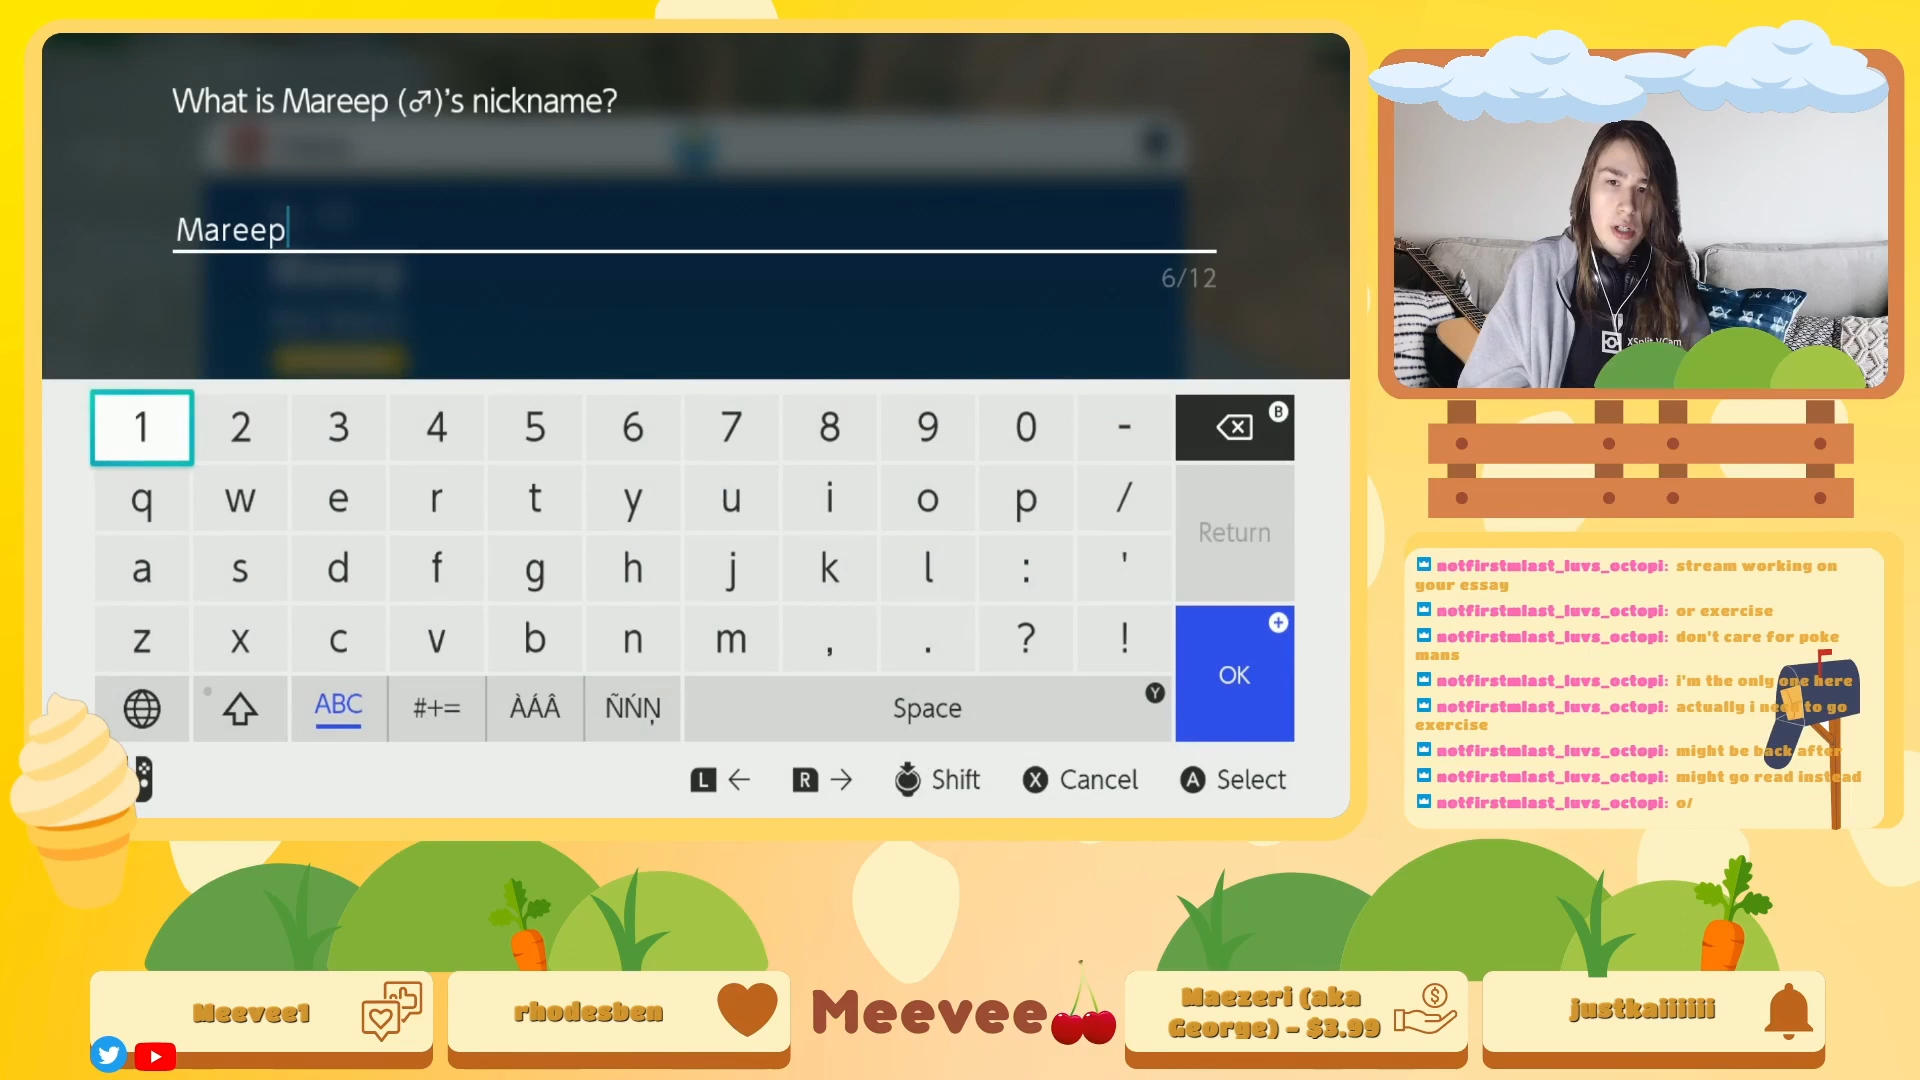 What is Mareep (♂)'s nickname?
Mareep
6/12
1 2 3 4 5 6 7 8 9 0 - B
q w e r t y u i o p /
Return
a s d f g h j k l : '
z x c v b n m , . ? ! +
OK
ABC #+= ÀÁÂ ÑŃŅ Space Y
L ← R → Shift X Cancel A Select
XSplit VCam
notfirstmlast_luvs_octopi: stream working on
your essay
notfirstmlast_luvs_octopi: or exercise
notfirstmlast_luvs_octopi: don't care for poke
mans
notfirstmlast_luvs_octopi: i'm the only one here
notfirstmlast_luvs_octopi: actually i need to go
exercise
notfirstmlast_luvs_octopi: might be back after
notfirstmlast_luvs_octopi: might go read instead
notfirstmlast_luvs_octopi: o/
Meevee1
rhodesben
Meevee
Maezeri (aka
George) - $3.99
justkaiiiiii